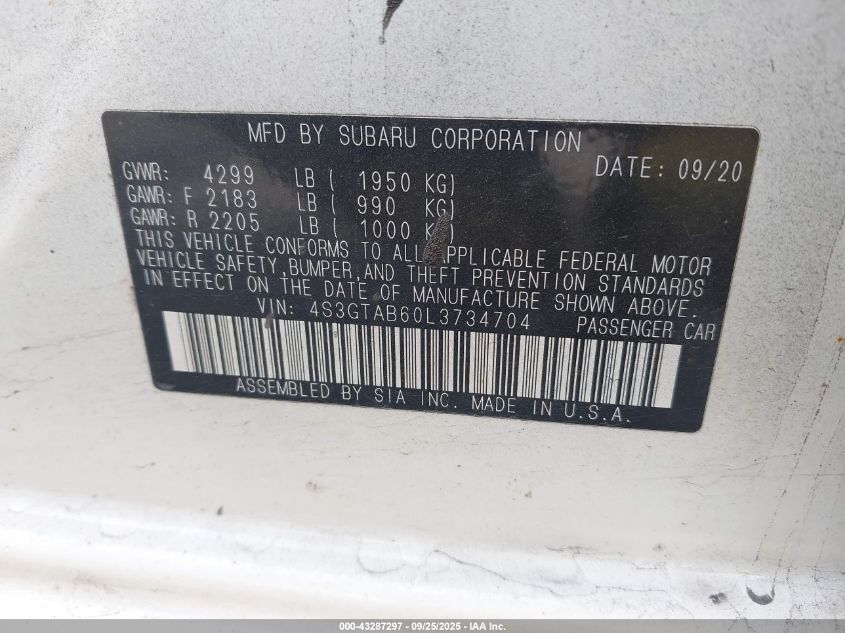 MFD BY SUBARU CORPORATION
DATE: 09/20
GVWR: 4299 LB ( 1950 KG)
GAWR: F 2183 LB ( 990 KG)
GAWR: R 2205 LB ( 1000 KG)
THIS VEHICLE CONFORMS TO ALL APPLICABLE FEDERAL MOTOR
VEHICLE SAFETY, BUMPER, AND THEFT PREVENTION STANDARDS
IN EFFECT ON THE DATE OF MANUFACTURE SHOWN ABOVE.
VIN: 4S3GTAB60L3734704 PASSENGER CAR
ASSEMBLED BY SIA INC. MADE IN U.S.A.
000-43287297 - 09/25/2025 - IAA Inc.